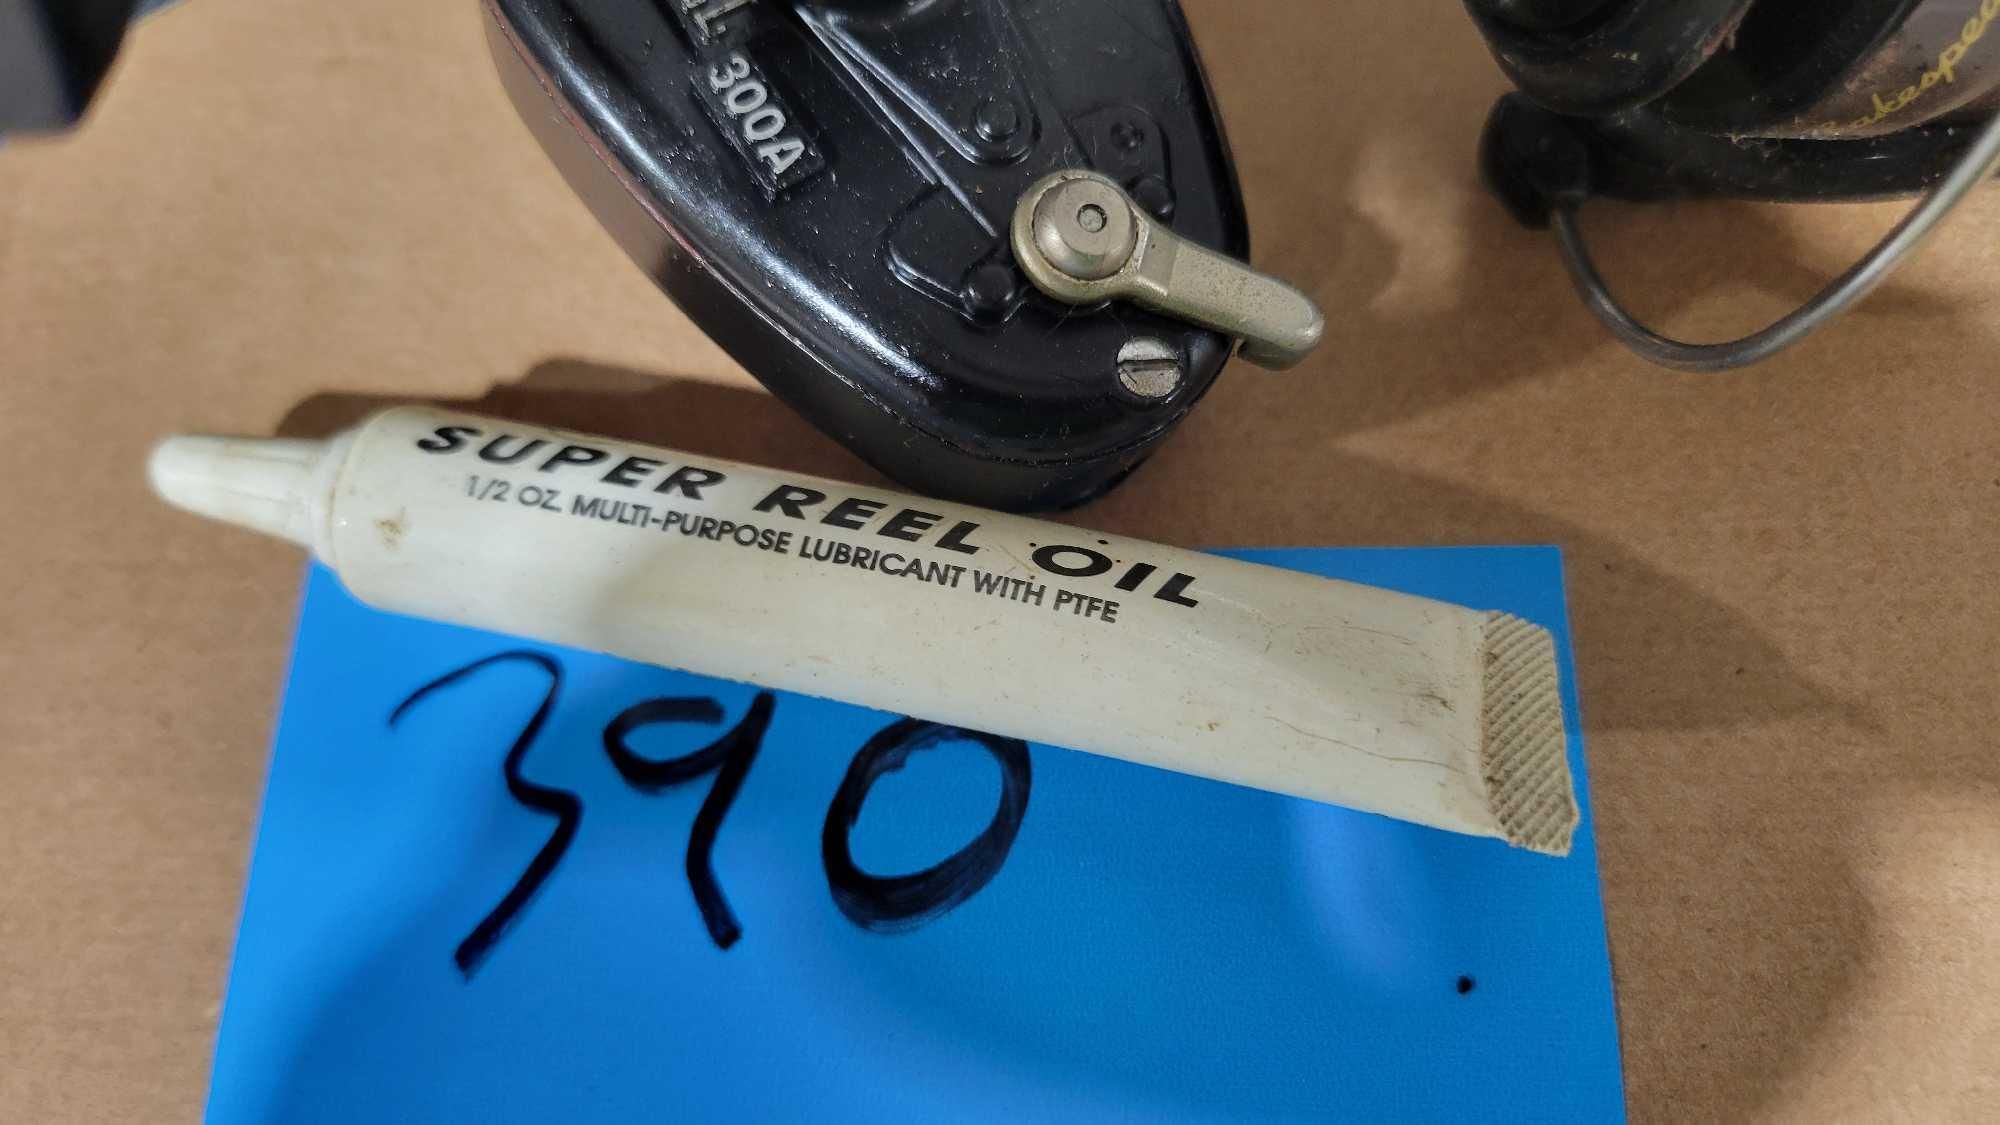 300A
SUPER REEL OIL
1/2 OZ. MULTI-PURPOSE LUBRICANT WITH PTFE
390